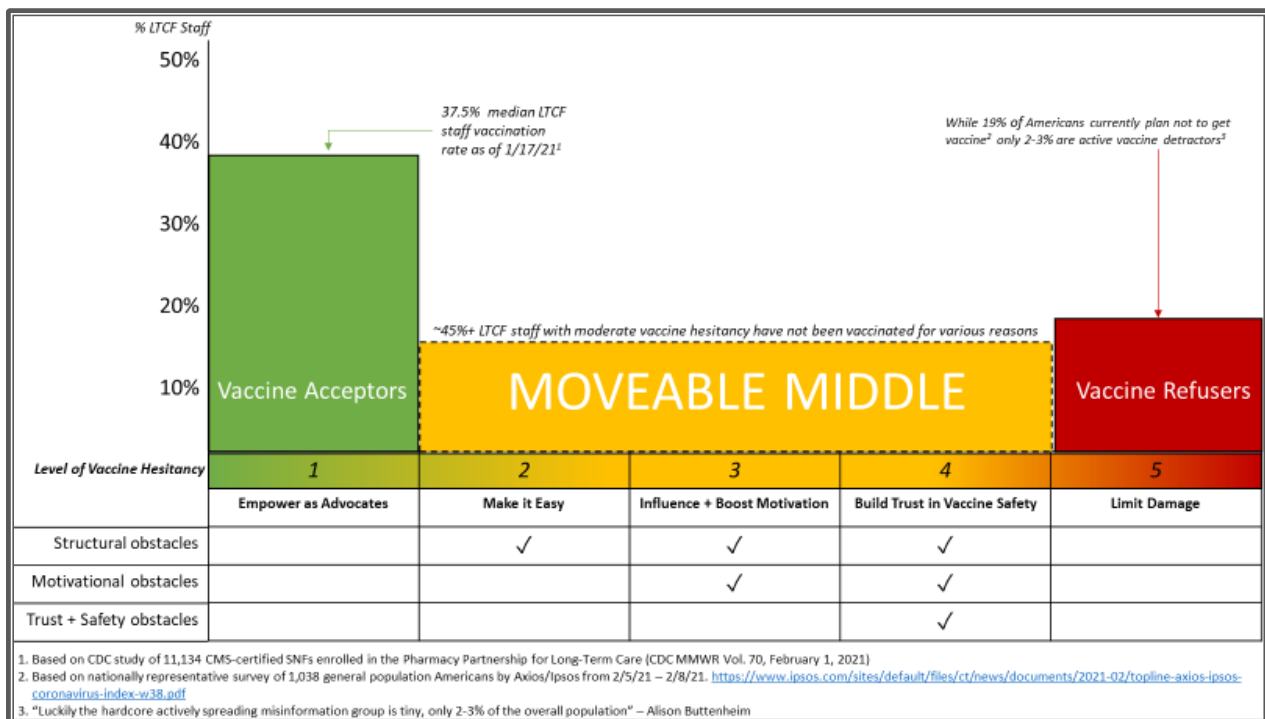 % LTCF Staff
50%
40%
30%
20%
10%
37.5% median LTCF
staff vaccination
rate as of 1/17/21¹
While 19% of Americans currently plan not to get
vaccine² only 2-3% are active vaccine detractors³
~45%+ LTCF staff with moderate vaccine hesitancy have not been vaccinated for various reasons
Vaccine Acceptors
MOVEABLE MIDDLE
Vaccine Refusers
Level of Vaccine Hesitancy 1 2 3 4 5
Empower as Advocates Make it Easy Influence + Boost Motivation Build Trust in Vaccine Safety Limit Damage
Structural obstacles ✓ ✓ ✓
Motivational obstacles ✓ ✓
Trust + Safety obstacles ✓
1. Based on CDC study of 11,134 CMS-certified SNFs enrolled in the Pharmacy Partnership for Long-Term Care (CDC MMWR Vol. 70, February 1, 2021)
2. Based on nationally representative survey of 1,038 general population Americans by Axios/Ipsos from 2/5/21 – 2/8/21. https://www.ipsos.com/sites/default/files/ct/news/documents/2021-02/topline-axios-ipsos-
coronavirus-index-w38.pdf
3. “Luckily the hardcore actively spreading misinformation group is tiny, only 2-3% of the overall population” – Alison Buttenheim